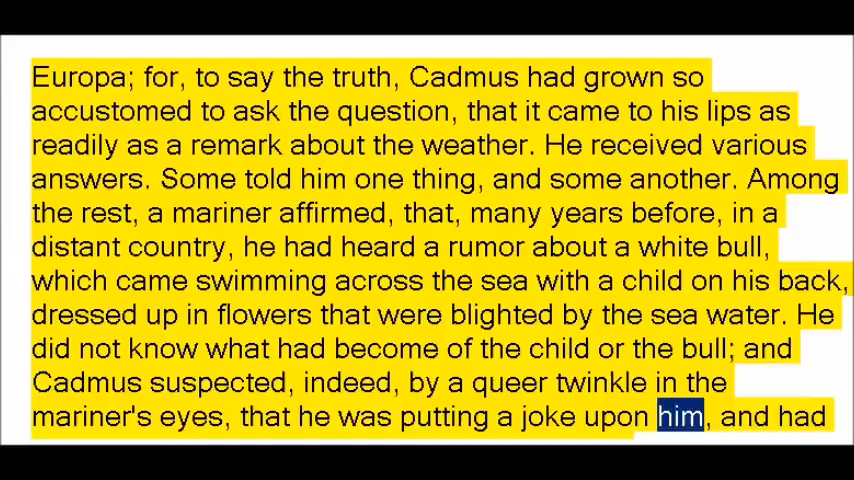 Europa; for, to say the truth, Cadmus had grown so
accustomed to ask the question, that it came to his lips as
readily as a remark about the weather. He received various
answers. Some told him one thing, and some another. Among
the rest, a mariner affirmed, that, many years before, in a
distant country, he had heard a rumor about a white bull,
which came swimming across the sea with a child on his back,
dressed up in flowers that were blighted by the sea water. He
did not know what had become of the child or the bull; and
Cadmus suspected, indeed, by a queer twinkle in the
mariner's eyes, that he was putting a joke upon him, and had